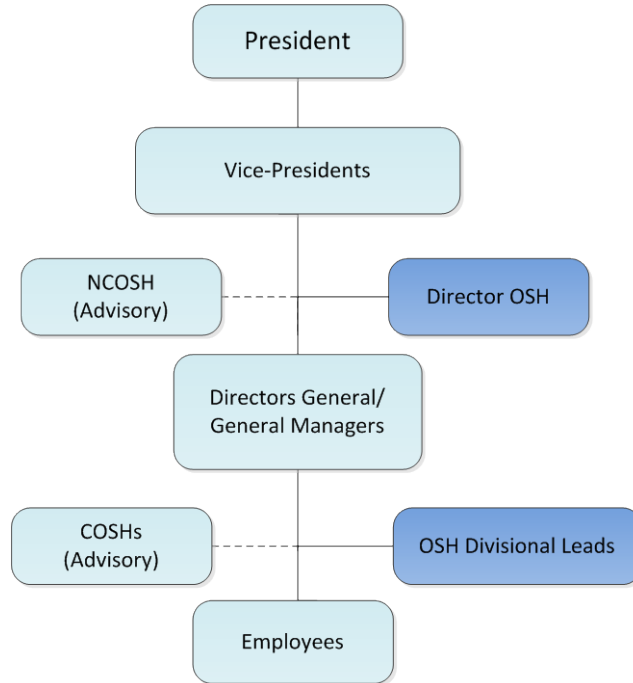 President
Vice-Presidents
NCOSH
(Advisory)
Director OSH
Directors General/
General Managers
COSHs
(Advisory)
OSH Divisional Leads
Employees